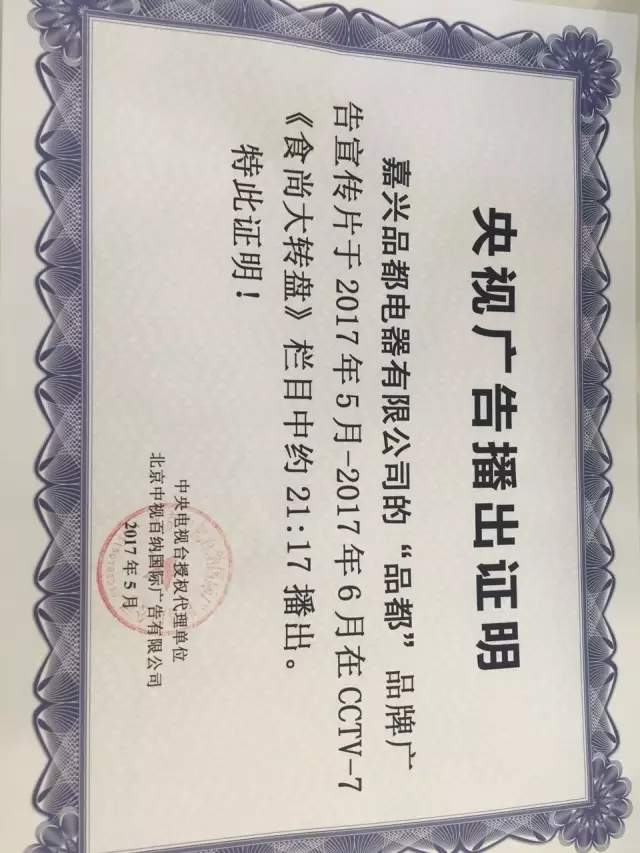 央视广告播出证明
嘉兴品都电器有限公司的“品都”品牌广
告宣传片于2017年5月-2017年6月在CCTV-7
《食尚大转盘》栏目中约21:17播出。
特此证明！
中央电视台授权代理单位
北京中视百纳国际广告有限公司
2017年5月